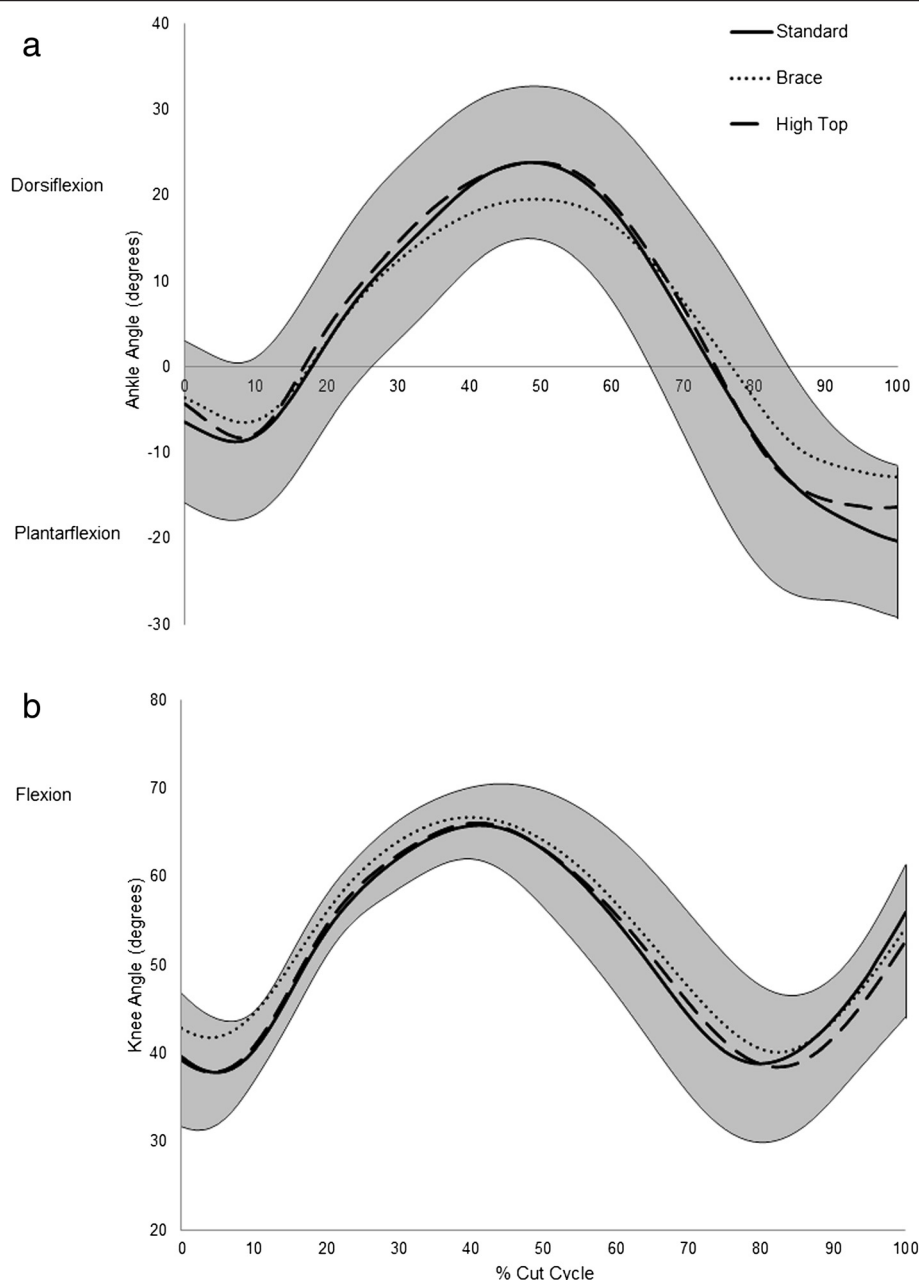 a
Standard
Brace
High Top
40
30
20
10
0
-10
-20
-30
Dorsiflexion
Plantarflexion
Ankle Angle (degrees)
0 10 20 30 40 50 60 70 80 90 100
b
80
70
60
50
40
30
20
Flexion
Knee Angle (degrees)
0 10 20 30 40 50 60 70 80 90 100
% Cut Cycle